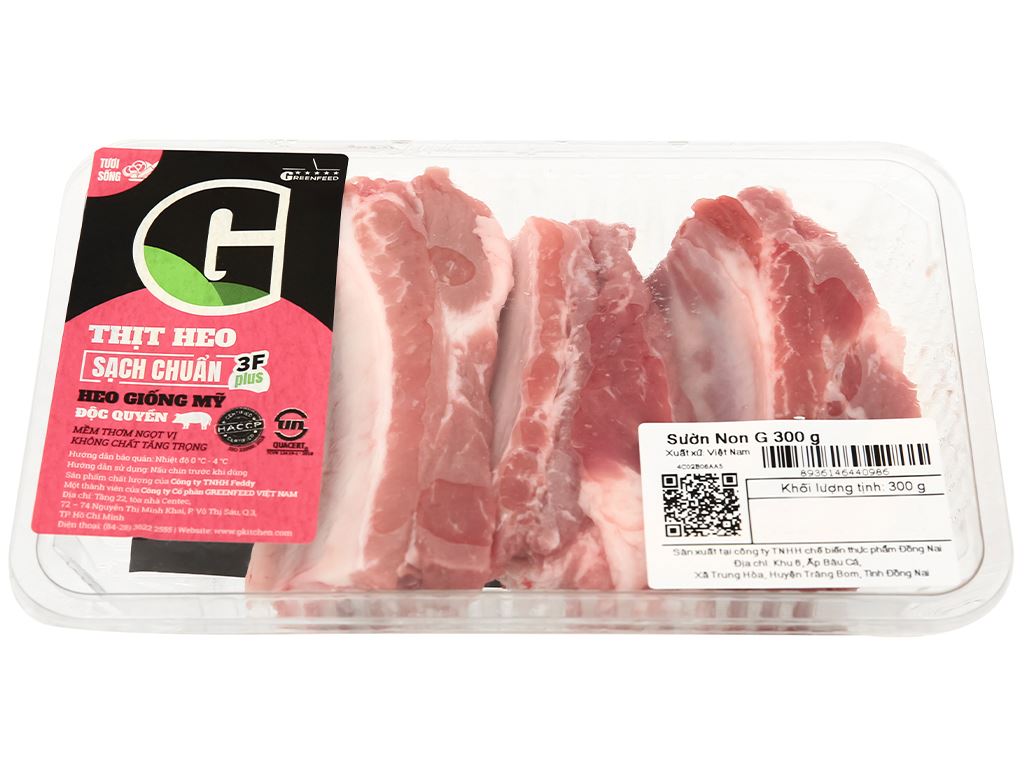 TƯƠI
SỐNG
GREENFEED
G
THỊT HEO
SẠCH CHUẨN
3F
plus
HEO GIỐNG MỸ
ĐỘC QUYỀN
MỀM THƠM NGỌT VỊ
KHÔNG CHẤT TĂNG TRỌNG
CERTIFIED
HACCP
CERTIFIED
QUACERT
Hướng dẫn bảo quản: Nhiệt độ 0 °C - 4 °C
Hướng dẫn sử dụng: Nấu chín trước khi dùng
Sản phẩm chất lượng của Công ty TNHH Feddy
Một thành viên của Công ty Cổ phần GREENFEED VIỆT NAM
Địa chỉ: Tầng 22, tòa nhà Centec,
72 – 74 Nguyễn Thị Minh Khai, P. Võ Thị Sáu, Q.3,
TP Hồ Chí Minh
Điện thoại: (84-28) 3622 2555 | Website: www.gkitchen.com
Sườn Non G 300 g
Xuất xứ: Việt Nam
4C02B06AA5
8936146440986
Khối lượng tịnh: 300 g
Sản xuất tại công ty TNHH chế biến thực phẩm Đồng Nai
Địa chỉ: Khu 6, Ấp Bàu Cá,
Xã Trung Hòa, Huyện Trảng Bom, Tỉnh Đồng Nai